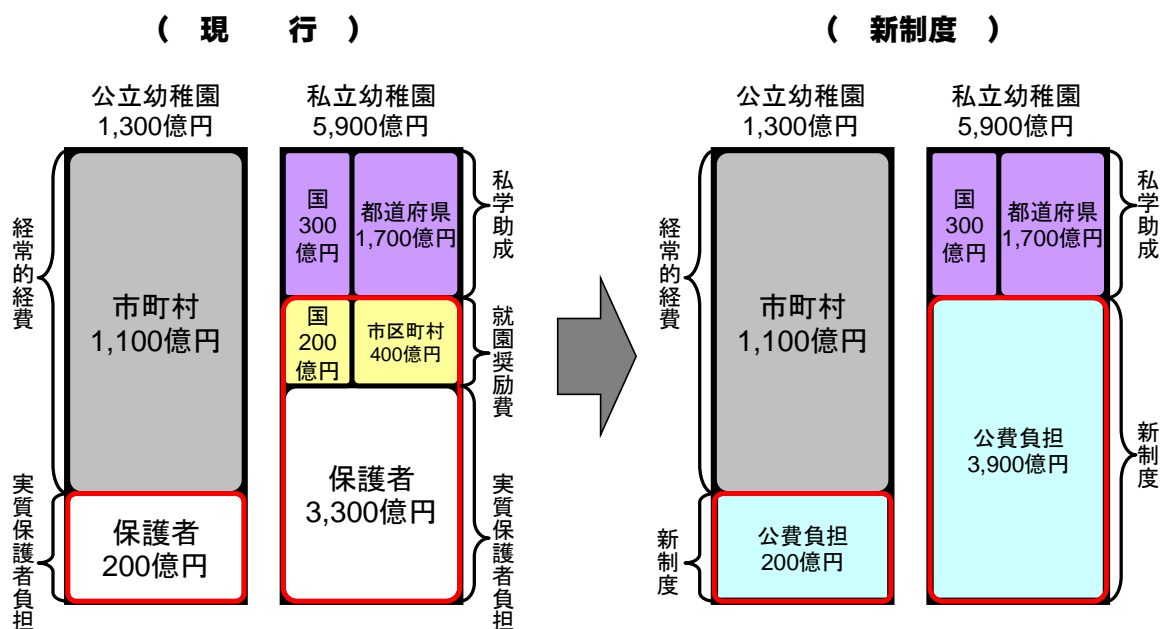 ( 現 行 )
公立幼稚園
1,300億円
私立幼稚園
5,900億円
経常的経費
市町村
1,100億円
実質保護者負担
保護者
200億円
国
300
億円
都道府県
1,700億円
私学助成
国
200
億円
市区町村
400億円
就園奨励費
保護者
3,300億円
実質保護者負担
( 新制度 )
公立幼稚園
1,300億円
私立幼稚園
5,900億円
経常的経費
市町村
1,100億円
新制度
公費負担
200億円
国
300
億円
都道府県
1,700億円
私学助成
公費負担
3,900億円
新制度